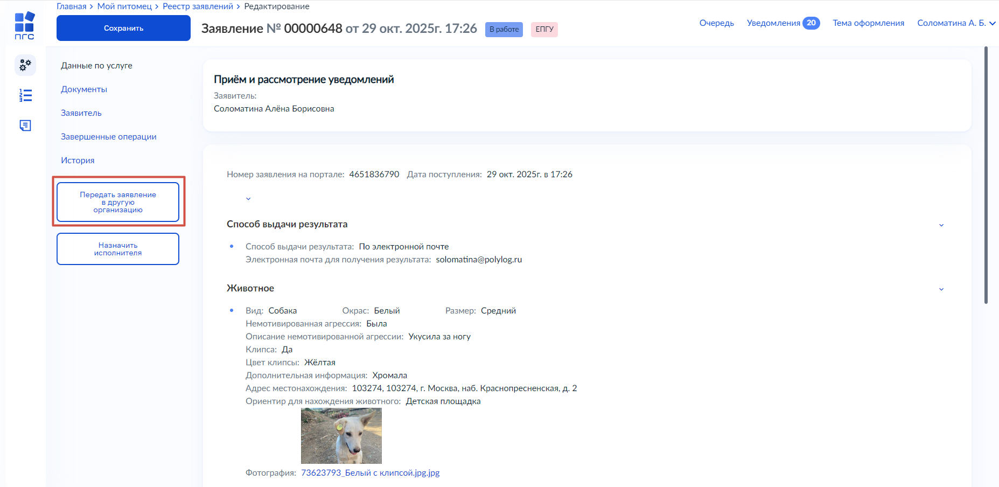 Главная > Мой питомец > Реестр заявлений > Редактирование
пгс
Сохранить
Заявление № 00000648 от 29 окт. 2025г. 17:26
В работе
ЕПГУ
Очередь
Уведомления 20
Тема оформления
Соломатина А. Б.
Данные по услуге
Документы
Заявитель
Завершенные операции
История
Передать заявление
в другую
организацию
Назначить
исполнителя
Приём и рассмотрение уведомлений
Заявитель:
Соломатина Алёна Борисовна
Номер заявления на портале: 4651836790 Дата поступления: 29 окт. 2025г. в 17:26
Способ выдачи результата
Способ выдачи результата: По электронной почте
Электронная почта для получения результата: solomatina@polylog.ru
Животное
Вид: Собака Окрас: Белый Размер: Средний
Немотивированная агрессия: Была
Описание немотивированной агрессии: Укусила за ногу
Клипса: Да
Цвет клипсы: Жёлтая
Дополнительная информация: Хромала
Адрес местонахождения: 103274, 103274, г. Москва, наб. Краснопресненская, д. 2
Ориентир для нахождения животного: Детская площадка
Фотография: 73623793_Белый с клипсой.jpg.jpg